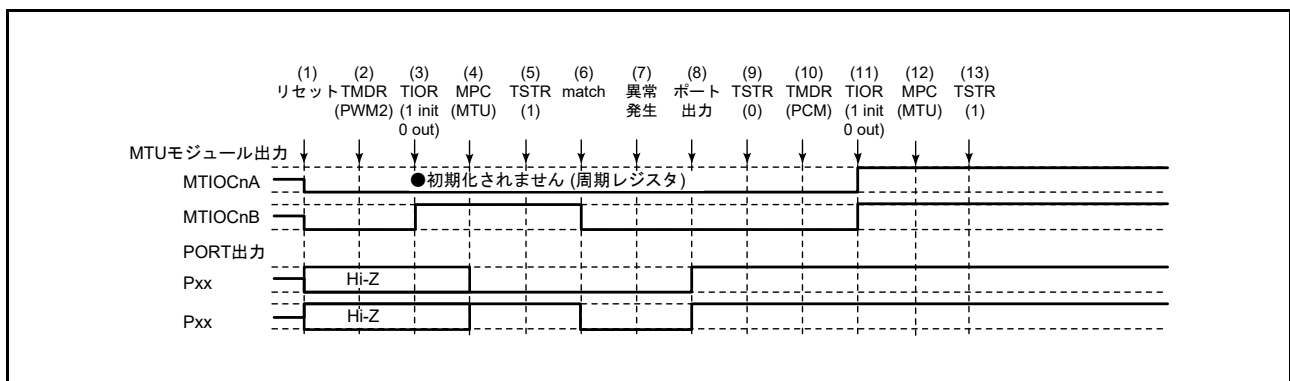 (1) (2) (3) (4) (5) (6) (7) (8) (9) (10) (11) (12) (13)
リセット TMDR TIOR MPC TSTR match 異常 ポート TSTR TMDR TIOR MPC TSTR
(PWM2) (1 init (MTU) (1) 発生 出力 (0) (PCM) (1 init (MTU) (1)
0 out) 0 out)
MTUモジュール出力
MTIOCnA ●初期化されません (周期レジスタ)
MTIOCnB
PORT出力
Pxx Hi-Z
Pxx Hi-Z